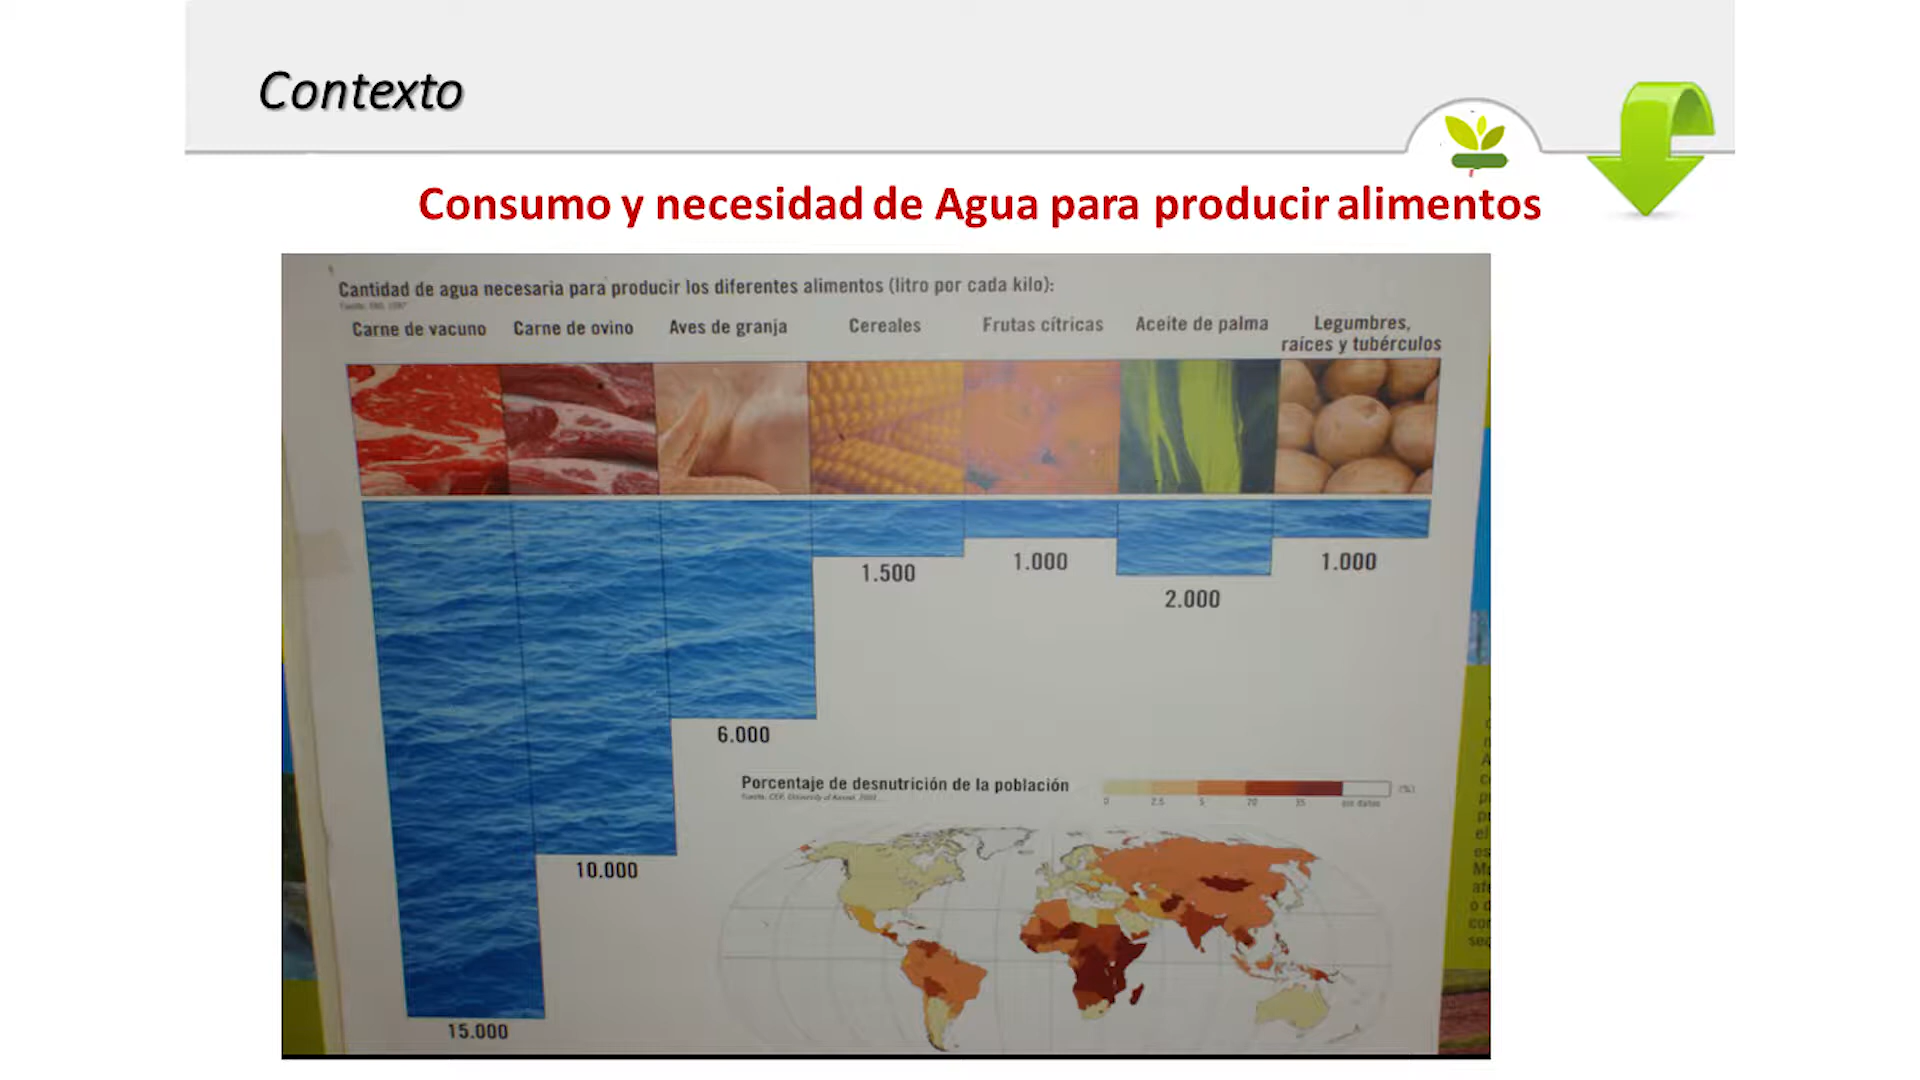 Contexto
Consumo y necesidad de Agua para producir alimentos
Cantidad de agua necesaria para producir los diferentes alimentos (litro por cada kilo):
Carne de vacuno
Carne de ovino
Aves de granja
Cereales
Frutas cítricas
Aceite de palma
Legumbres,
raíces y tubérculos
1.500
1.000
2.000
1.000
6.000
10.000
15.000
Porcentaje de desnutrición de la población
0 2.5 5 20 35 sin datos (%)